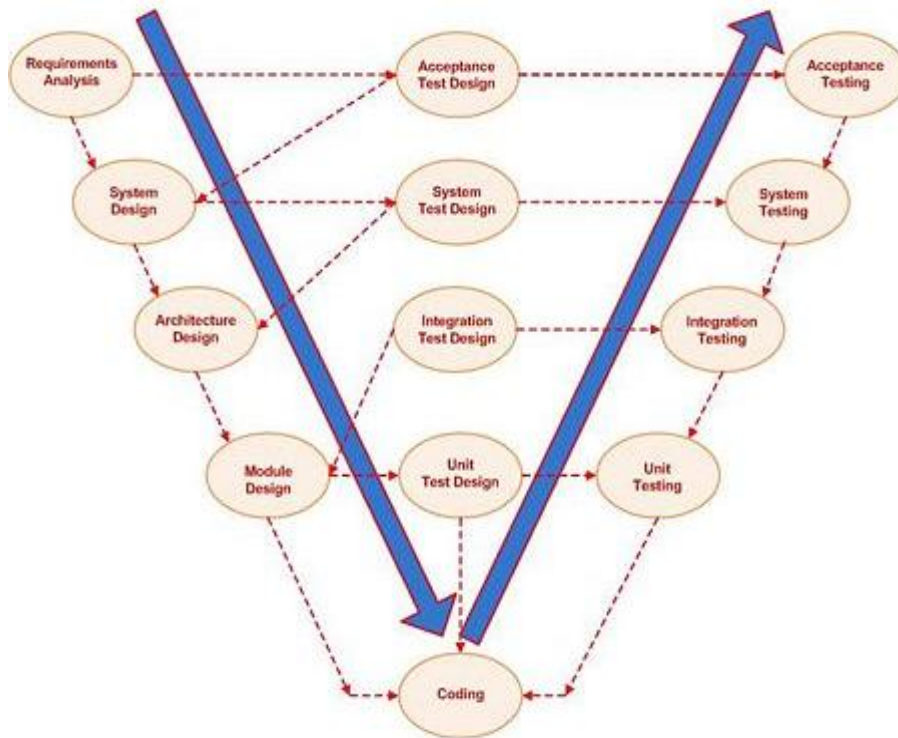 Requirements
Analysis
Acceptance
Test Design
Acceptance
Testing
System
Design
System
Test Design
System
Testing
Architecture
Design
Integration
Test Design
Integration
Testing
Module
Design
Unit
Test Design
Unit
Testing
Coding